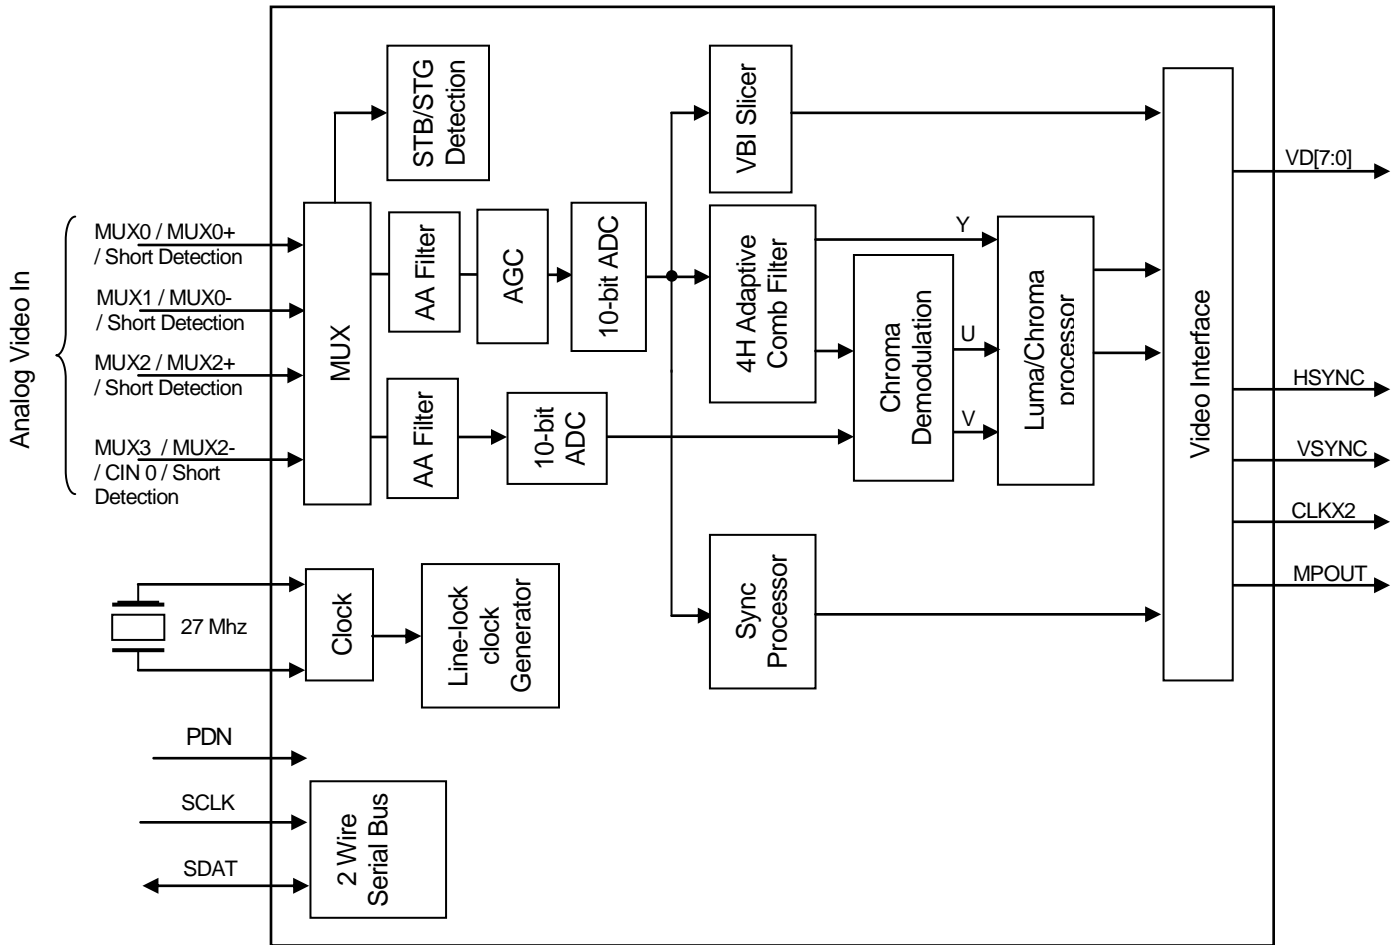 Analog Video In
MUX0 / MUX0+
/ Short Detection
MUX1 / MUX0-
/ Short Detection
MUX2 / MUX2+
/ Short Detection
MUX3 / MUX2-
/ CIN 0 / Short
Detection
27 Mhz
PDN
SCLK
SDAT
STB/STG
Detection
MUX
AA Filter
AGC
10-bit ADC
AA Filter
10-bit
ADC
Clock
Line-lock
clock
Generator
2 Wire
Serial Bus
VBI Slicer
4H Adaptive
Comb Filter
Chroma
Demodulation
Y
U
V
Luma/Chroma
processor
Sync
Processor
Video Interface
VD[7:0]
HSYNC
VSYNC
CLKX2
MPOUT